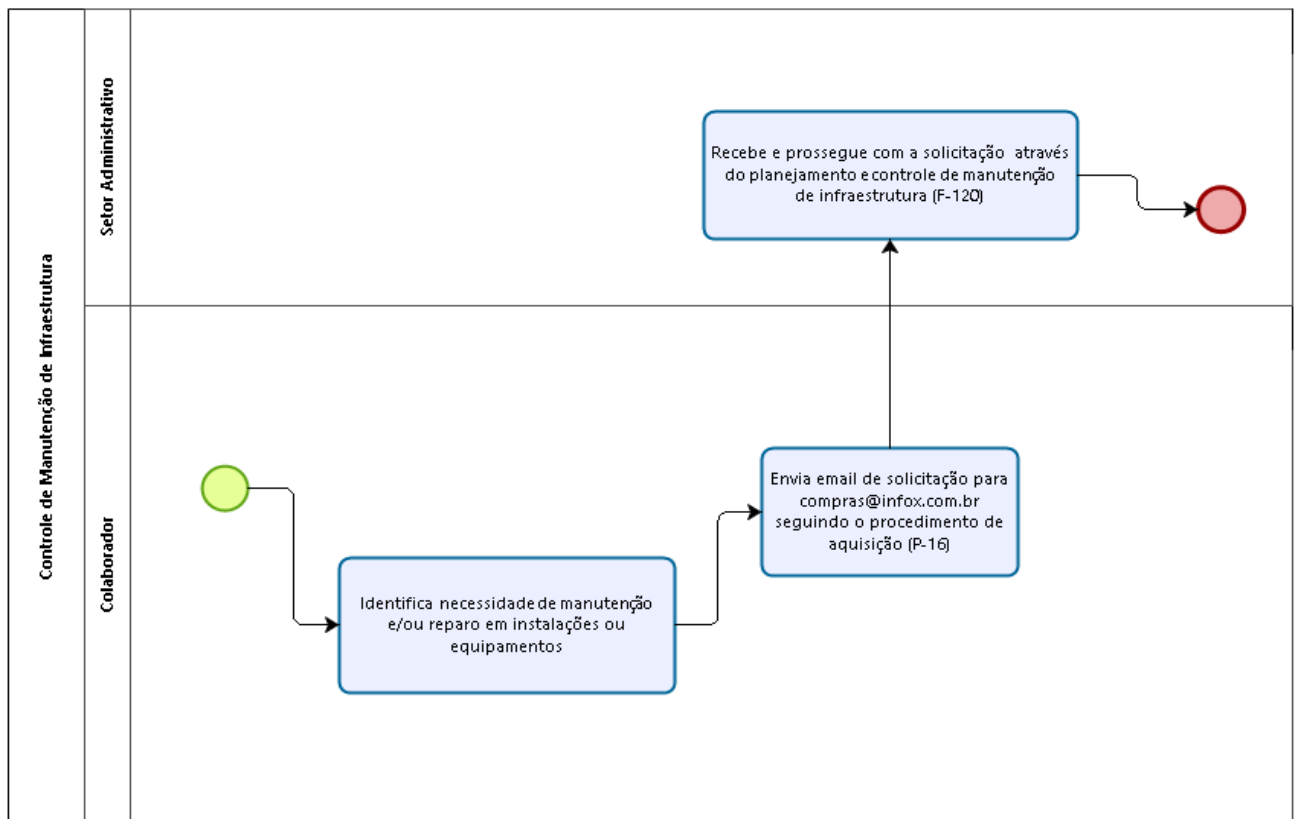 Controle de Manutenção de Infraestrutura
Setor Administrativo
Recebe e prossegue com a solicitação através
do planejamento e controle de manutenção
de infraestrutura (F-120)
Colaborador
Identifica necessidade de manutenção
e/ou reparo em instalações ou
equipamentos
Envia email de solicitação para
compras@infox.com.br
seguindo o procedimento de
aquisição (P-16)